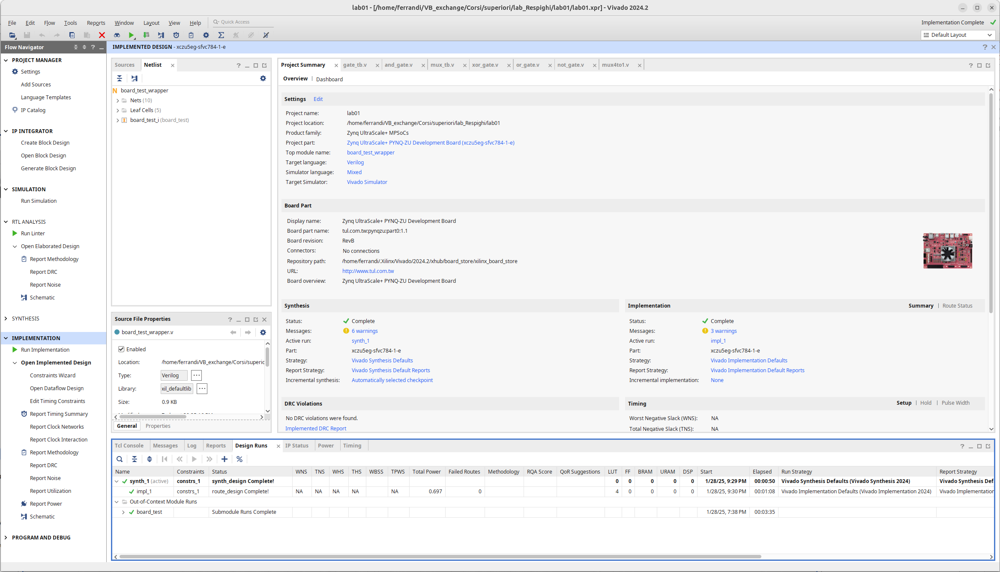 lab01 - [/home/ferrandi/VB_exchange/Corsi/superiori/lab_Respighi/lab01/lab01.xpr] - Vivado 2024.2
File Edit Flow Tools Reports Window Layout View Help Quick Access
Implementation Complete
Default Layout
Flow Navigator
PROJECT MANAGER
Settings
Add Sources
Language Templates
IP Catalog
IP INTEGRATOR
Create Block Design
Open Block Design
Generate Block Design
SIMULATION
Run Simulation
RTL ANALYSIS
Run Linter
Open Elaborated Design
Report Methodology
Report DRC
Report Noise
Schematic
SYNTHESIS
IMPLEMENTATION
Run Implementation
Open Implemented Design
Constraints Wizard
Open Dataflow Design
Edit Timing Constraints
Report Timing Summary
Report Clock Networks
Report Clock Interaction
Report Methodology
Report DRC
Report Noise
Report Utilization
Report Power
Schematic
PROGRAM AND DEBUG
IMPLEMENTED DESIGN - xczu5eg-sfvc784-1-e
Sources Netlist
board_test_wrapper
Nets (10)
Leaf Cells (5)
board_test_i (board_test)
Source File Properties
board_test_wrapper.v
Enabled
Location: /home/ferrandi/VB_exchange/Corsi/superic
Type: Verilog
Library: xil_defaultlib
Size: 0.9 KB
General Properties
Project Summary gate_tb.v and_gate.v mux_tb.v xor_gate.v or_gate.v not_gate.v mux4to1.v
Overview | Dashboard
Settings Edit
Project name: lab01
Project location: /home/ferrandi/VB_exchange/Corsi/superiori/lab_Respighi/lab01
Product family: Zynq UltraScale+ MPSoCs
Project part: Zynq UltraScale+ PYNQ-ZU Development Board (xczu5eg-sfvc784-1-e)
Top module name: board_test_wrapper
Target language: Verilog
Simulator language: Mixed
Target Simulator: Vivado Simulator
Board Part
Display name: Zynq UltraScale+ PYNQ-ZU Development Board
Board part name: tul.com.tw:pynqzu:part0:1.1
Board revision: RevB
Connectors: No connections
Repository path: /home/ferrandi/.Xilinx/Vivado/2024.2/xhub/board_store/xilinx_board_store
URL: http://www.tul.com.tw
Board overview: Zynq UltraScale+ PYNQ-ZU Development Board
Synthesis
Status: Complete
Messages: 6 warnings
Active run: synth_1
Part: xczu5eg-sfvc784-1-e
Strategy: Vivado Synthesis Defaults
Report Strategy: Vivado Synthesis Default Reports
Incremental synthesis: Automatically selected checkpoint
Implementation Summary | Route Status
Status: Complete
Messages: 3 warnings
Active run: impl_1
Part: xczu5eg-sfvc784-1-e
Strategy: Vivado Implementation Defaults
Report Strategy: Vivado Implementation Default Reports
Incremental implementation: None
DRC Violations
No DRC violations were found.
Implemented DRC Report
Timing Setup | Hold | Pulse Width
Worst Negative Slack (WNS): NA
Total Negative Slack (TNS): NA
Tcl Console Messages Log Reports Design Runs IP Status Power Timing
Name Constraints Status WNS TNS WHS THS WBSS TPWS Total Power Failed Routes Methodology RQA Score QoR Suggestions LUT FF BRAM URAM DSP Start Elapsed Run Strategy Report Strategy
synth_1 (active) constrs_1 synth_design Complete! 0 0 0 0 0 1/28/25, 9:29 PM 00:00:50 Vivado Synthesis Defaults (Vivado Synthesis 2024) Vivado Synthesis Def
impl_1 constrs_1 route_design Complete! NA NA NA NA NA 0.697 0 4 0 0 0 0 1/28/25, 9:30 PM 00:01:08 Vivado Implementation Defaults (Vivado Implementation 2024) Vivado Implementation
Out-of-Context Module Runs
board_test Submodule Runs Complete 1/28/25, 7:38 PM 00:03:35